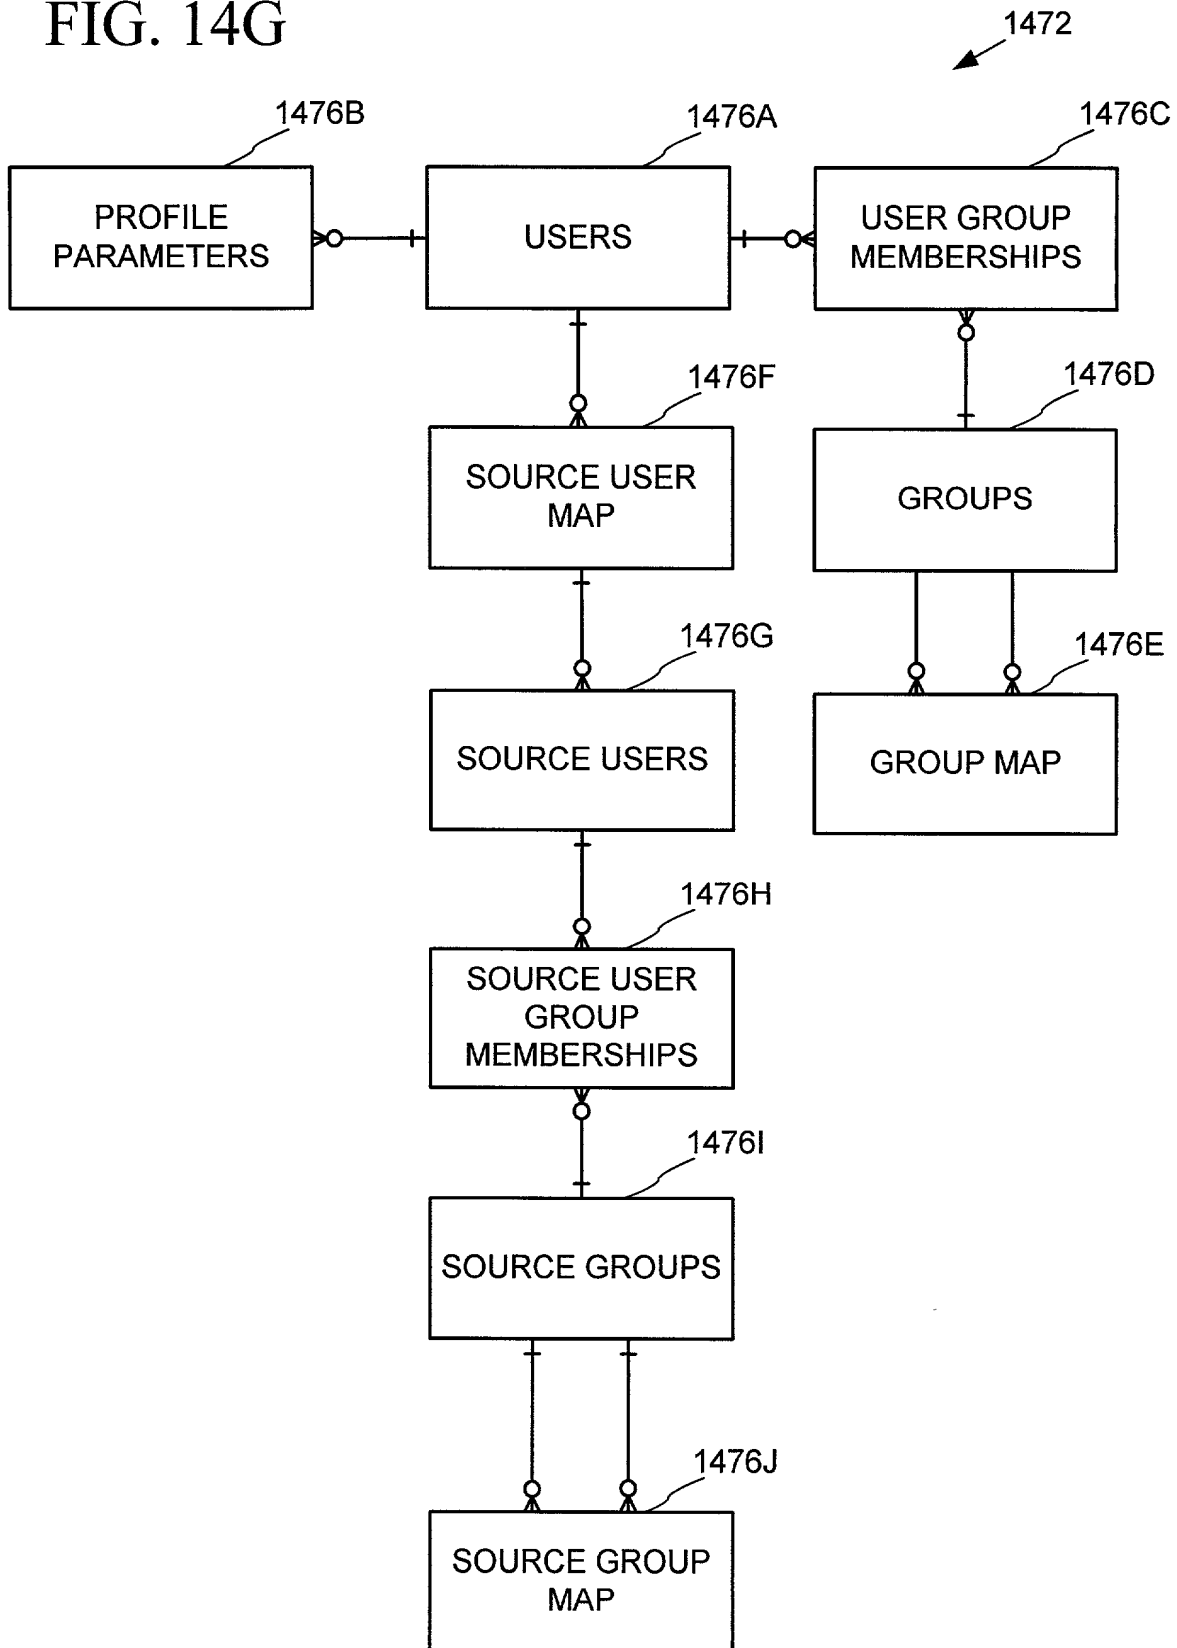 FIG. 14G
1472
1476B
1476A
1476C
PROFILE
PARAMETERS
USERS
USER GROUP
MEMBERSHIPS
1476F
1476D
SOURCE USER
MAP
GROUPS
1476G
1476E
SOURCE USERS
GROUP MAP
1476H
SOURCE USER
GROUP
MEMBERSHIPS
1476I
SOURCE GROUPS
1476J
SOURCE GROUP
MAP